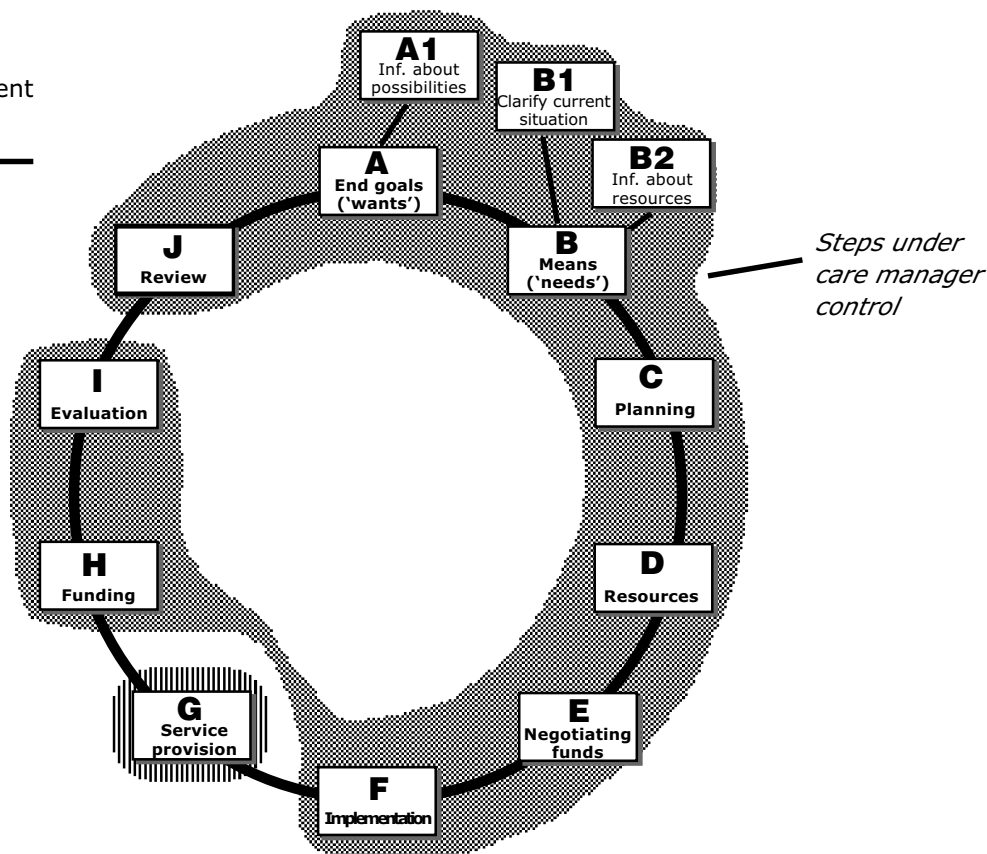 ent
A1
Inf. about
possibilities
B1
Clarify current
situation
B2
Inf. about
resources
A
End goals
(‘wants’)
B
Means
(‘needs’)
J
Review
Steps under
care manager
control
I
Evaluation
C
Planning
H
Funding
D
Resources
G
Service
provision
E
Negotiating
funds
F
Implementation